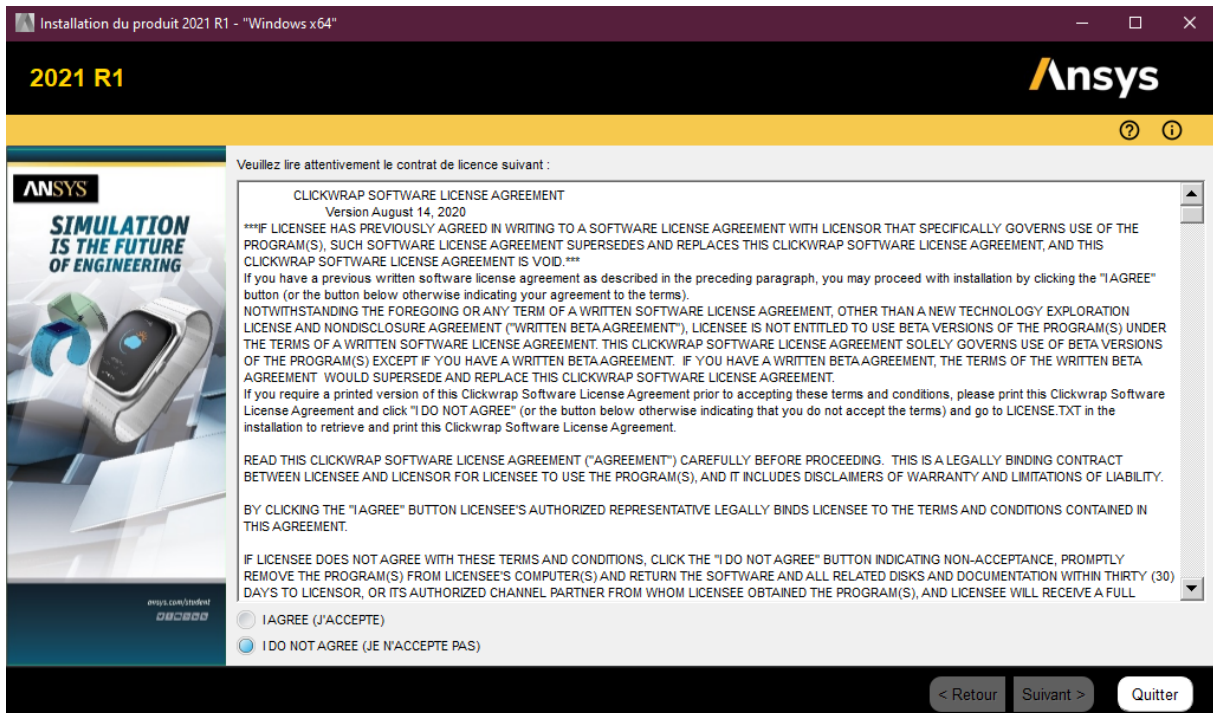 Installation du produit 2021 R1 - "Windows x64"
2021 R1
Ansys
Veuillez lire attentivement le contrat de licence suivant :
ANSYS
SIMULATION
IS THE FUTURE
OF ENGINEERING
CLICKWRAP SOFTWARE LICENSE AGREEMENT
Version August 14, 2020
***IF LICENSEE HAS PREVIOUSLY AGREED IN WRITING TO A SOFTWARE LICENSE AGREEMENT WITH LICENSOR THAT SPECIFICALLY GOVERNS USE OF THE
PROGRAM(S), SUCH SOFTWARE LICENSE AGREEMENT SUPERSEDES AND REPLACES THIS CLICKWRAP SOFTWARE LICENSE AGREEMENT, AND THIS
CLICKWRAP SOFTWARE LICENSE AGREEMENT IS VOID.***
If you have a previous written software license agreement as described in the preceding paragraph, you may proceed with installation by clicking the "I AGREE"
button (or the button below otherwise indicating your agreement to the terms).
NOTWITHSTANDING THE FOREGOING OR ANY TERM OF A WRITTEN SOFTWARE LICENSE AGREEMENT, OTHER THAN A NEW TECHNOLOGY EXPLORATION
LICENSE AND NONDISCLOSURE AGREEMENT ("WRITTEN BETA AGREEMENT"), LICENSEE IS NOT ENTITLED TO USE BETA VERSIONS OF THE PROGRAM(S) UNDER
THE TERMS OF A WRITTEN SOFTWARE LICENSE AGREEMENT. THIS CLICKWRAP SOFTWARE LICENSE AGREEMENT SOLELY GOVERNS USE OF BETA VERSIONS
OF THE PROGRAM(S) EXCEPT IF YOU HAVE A WRITTEN BETA AGREEMENT. IF YOU HAVE A WRITTEN BETA AGREEMENT, THE TERMS OF THE WRITTEN BETA
AGREEMENT WOULD SUPERSEDE AND REPLACE THIS CLICKWRAP SOFTWARE LICENSE AGREEMENT.
If you require a printed version of this Clickwrap Software License Agreement prior to accepting these terms and conditions, please print this Clickwrap Software
License Agreement and click "I DO NOT AGREE" (or the button below otherwise indicating that you do not accept the terms) and go to LICENSE.TXT in the
installation to retrieve and print this Clickwrap Software License Agreement.
READ THIS CLICKWRAP SOFTWARE LICENSE AGREEMENT ("AGREEMENT") CAREFULLY BEFORE PROCEEDING. THIS IS A LEGALLY BINDING CONTRACT
BETWEEN LICENSEE AND LICENSOR FOR LICENSEE TO USE THE PROGRAM(S), AND IT INCLUDES DISCLAIMERS OF WARRANTY AND LIMITATIONS OF LIABILITY.
BY CLICKING THE "I AGREE" BUTTON LICENSEE'S AUTHORIZED REPRESENTATIVE LEGALLY BINDS LICENSEE TO THE TERMS AND CONDITIONS CONTAINED IN
THIS AGREEMENT.
IF LICENSEE DOES NOT AGREE WITH THESE TERMS AND CONDITIONS, CLICK THE "I DO NOT AGREE" BUTTON INDICATING NON-ACCEPTANCE, PROMPTLY
REMOVE THE PROGRAM(S) FROM LICENSEE'S COMPUTER(S) AND RETURN THE SOFTWARE AND ALL RELATED DISKS AND DOCUMENTATION WITHIN THIRTY (30)
DAYS TO LICENSOR, OR ITS AUTHORIZED CHANNEL PARTNER FROM WHOM LICENSEE OBTAINED THE PROGRAM(S), AND LICENSEE WILL RECEIVE A FULL
ansys.com/student
I AGREE (J'ACCEPTE)
I DO NOT AGREE (JE N'ACCEPTE PAS)
< Retour
Suivant >
Quitter